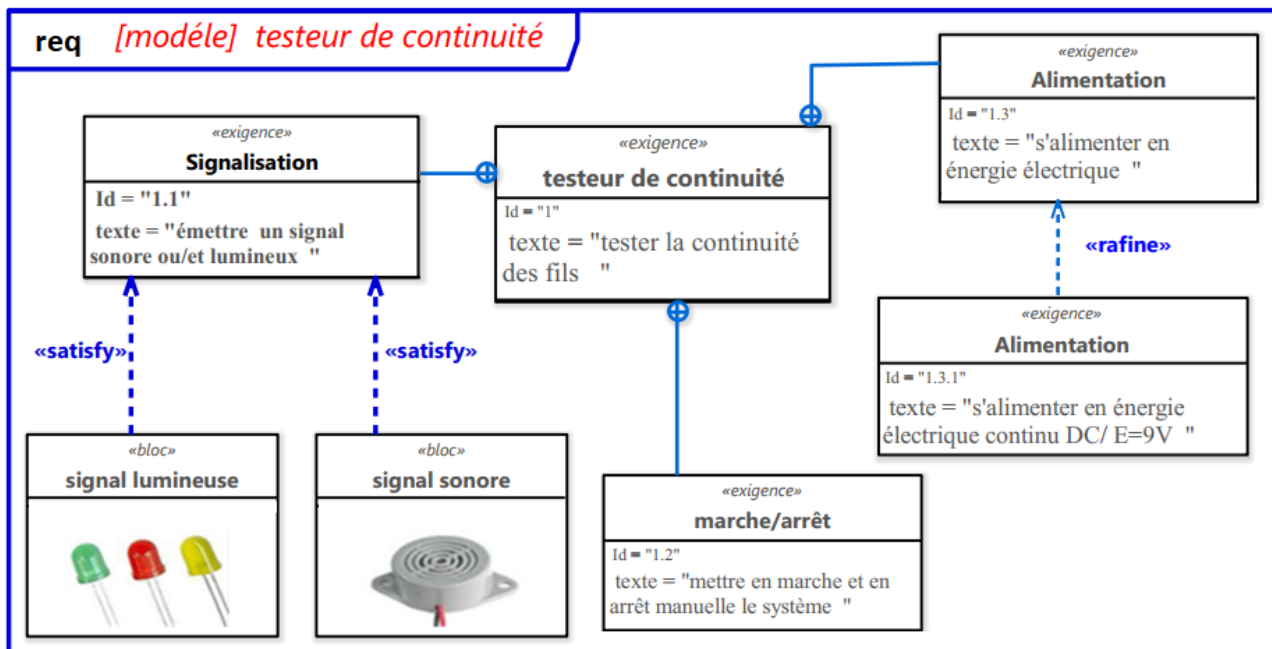 req [modéle] testeur de continuité
«exigence»
Signalisation
Id = "1.1"
texte = "émettre un signal
sonore ou/et lumineux "
«exigence»
testeur de continuité
Id = "1"
texte = "tester la continuité
des fils "
«exigence»
Alimentation
Id = "1.3"
texte = "s'alimenter en
énergie électrique "
«satisfy»
«satisfy»
«rafine»
«exigence»
Alimentation
Id = "1.3.1"
texte = "s'alimenter en énergie
électrique continu DC/ E=9V "
«bloc»
signal lumineuse
«bloc»
signal sonore
«exigence»
marche/arrêt
Id = "1.2"
texte = "mettre en marche et en
arrêt manuelle le système "